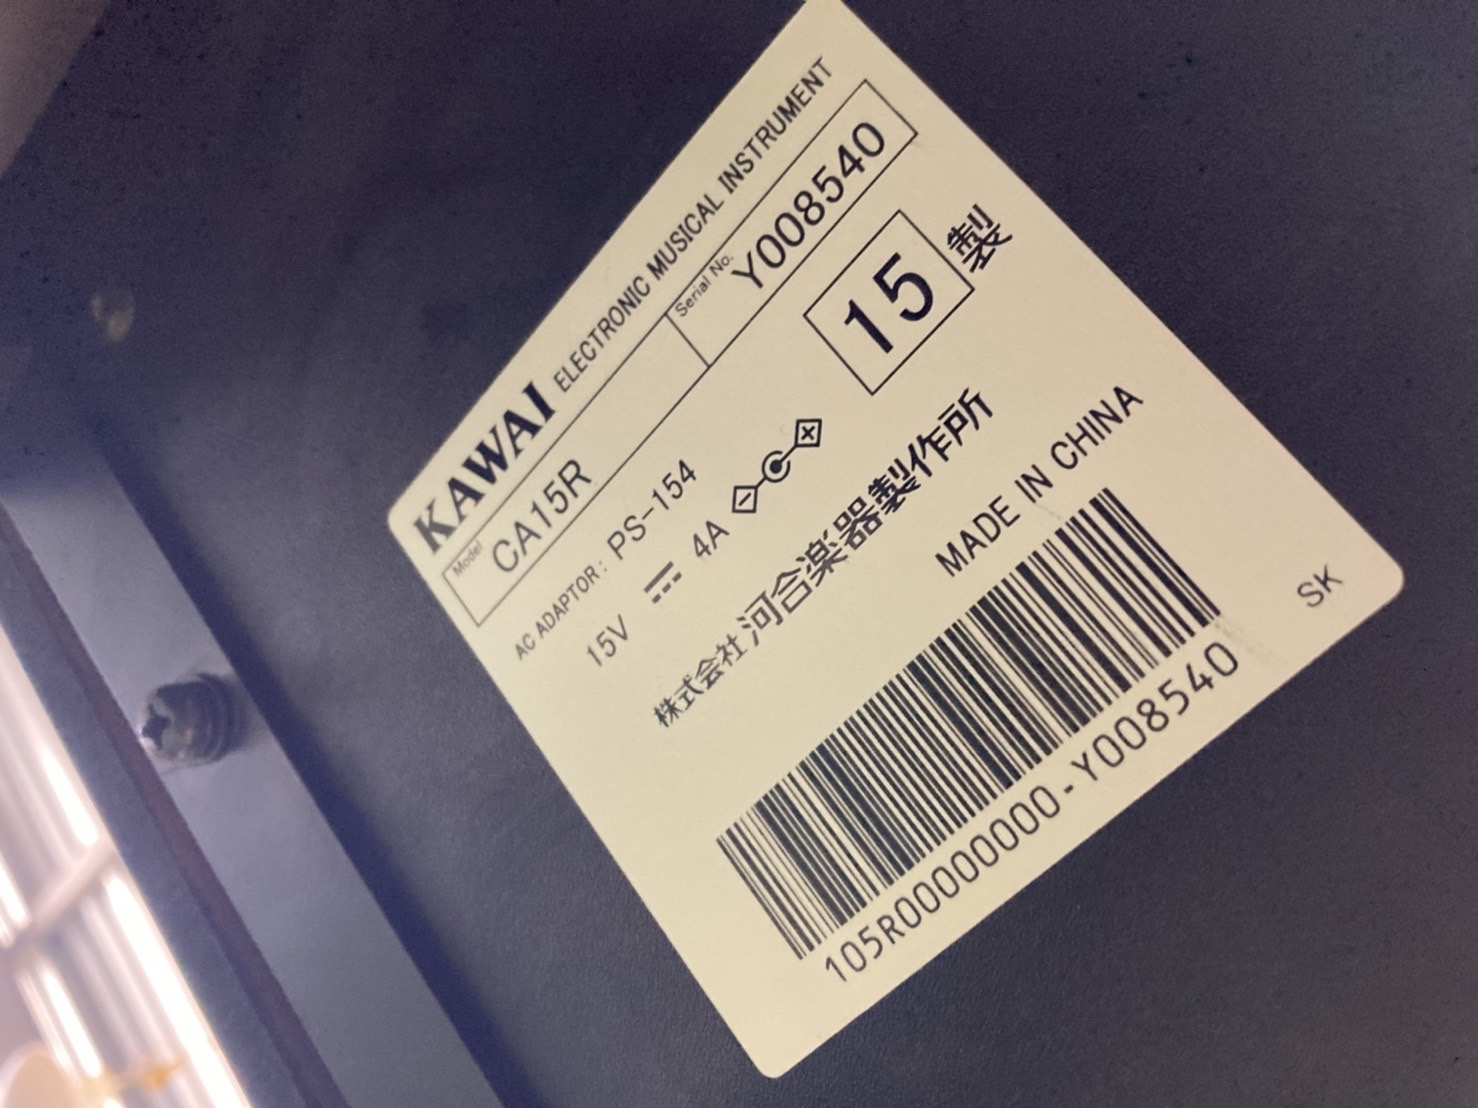 KAWAI ELECTRONIC MUSICAL INSTRUMENT
Model CA15R Serial No. Y008540
AC ADAPTOR: PS-154 15 製
15V ⎓ 4A
株式会社 河合楽器製作所
MADE IN CHINA
105R00000000-Y008540
SK